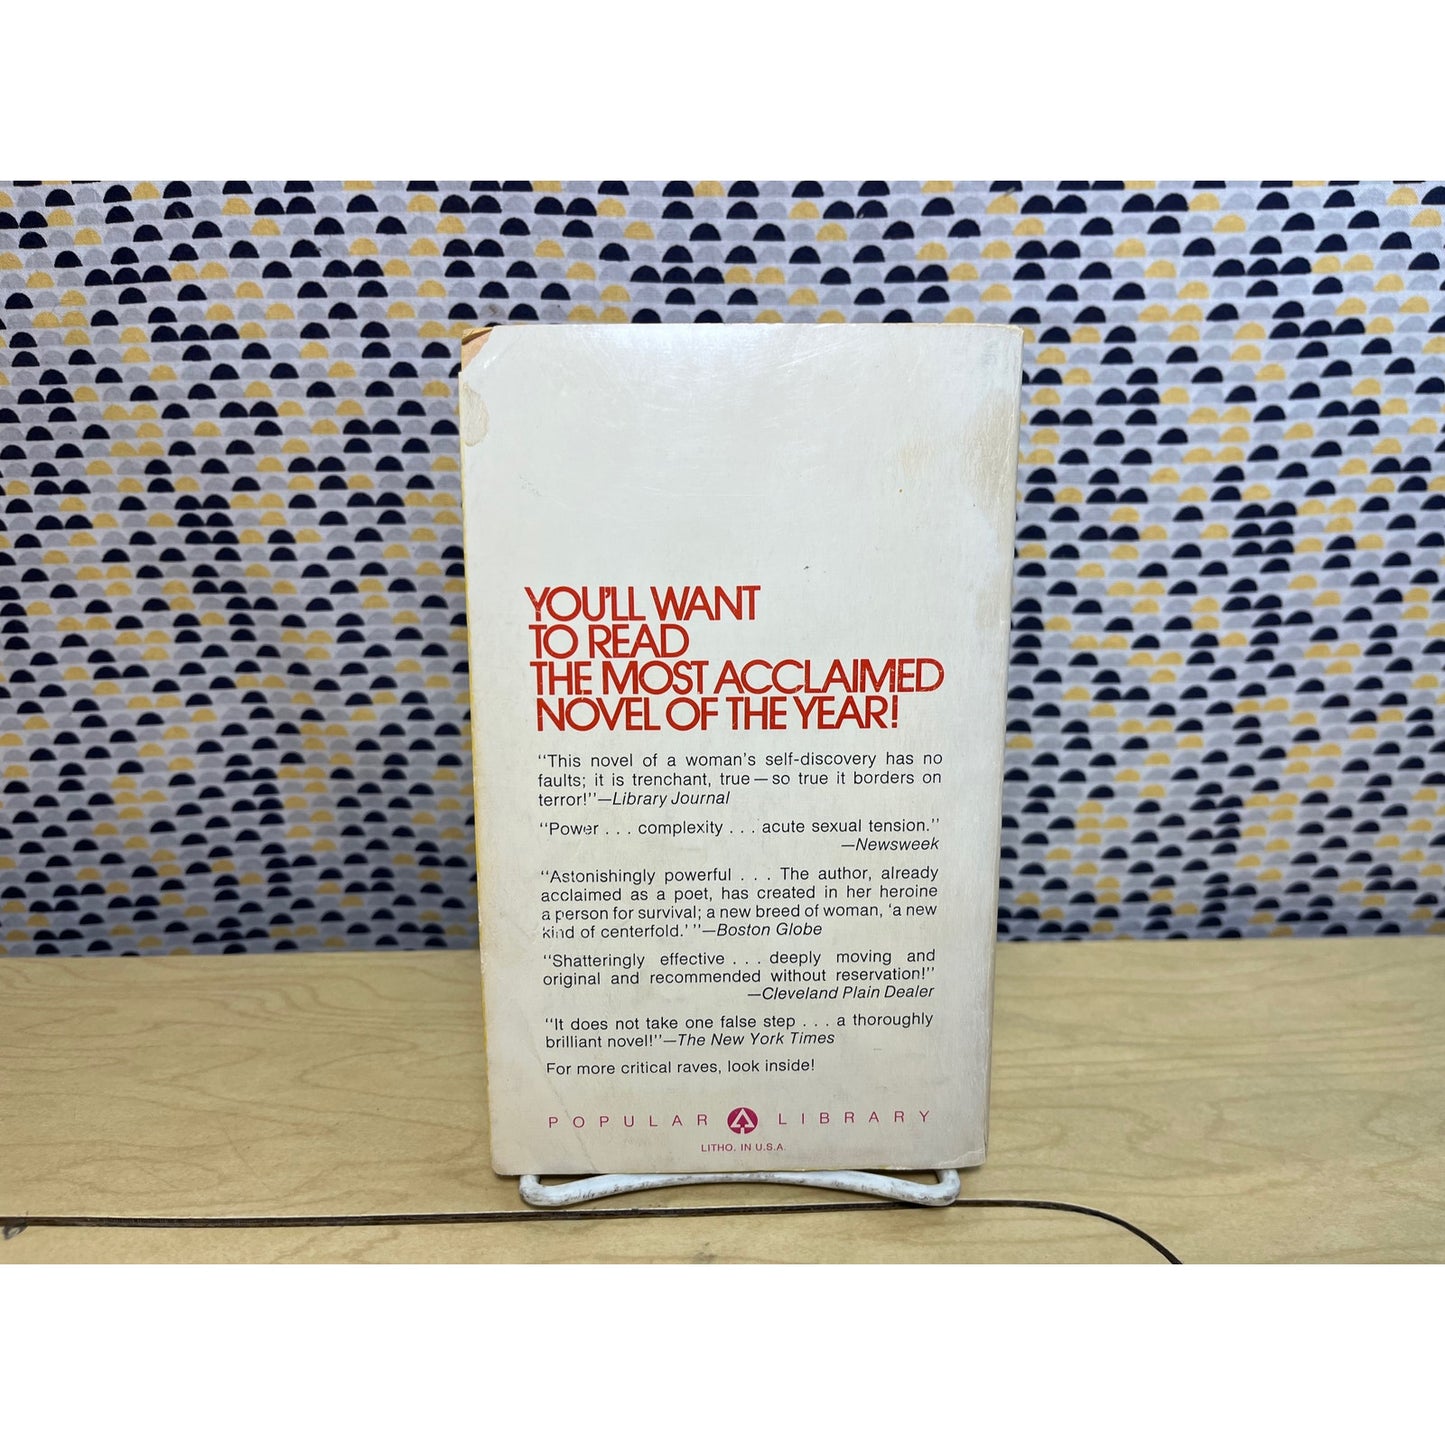 YOU'LL WANT
TO READ
THE MOST ACCLAIMED
NOVEL OF THE YEAR!
"This novel of a woman's self-discovery has no
faults; it is trenchant, true—so true it borders on
terror!"—Library Journal
"Power . . . complexity . . . acute sexual tension."
—Newsweek
"Astonishingly powerful . . . The author, already
acclaimed as a poet, has created in her heroine
a person for survival; a new breed of woman, 'a new
kind of centerfold.' "—Boston Globe
"Shatteringly effective . . . deeply moving and
original and recommended without reservation!"
—Cleveland Plain Dealer
"It does not take one false step . . . a thoroughly
brilliant novel!"—The New York Times
For more critical raves, look inside!
POPULAR LIBRARY
LITHO. IN U.S.A.